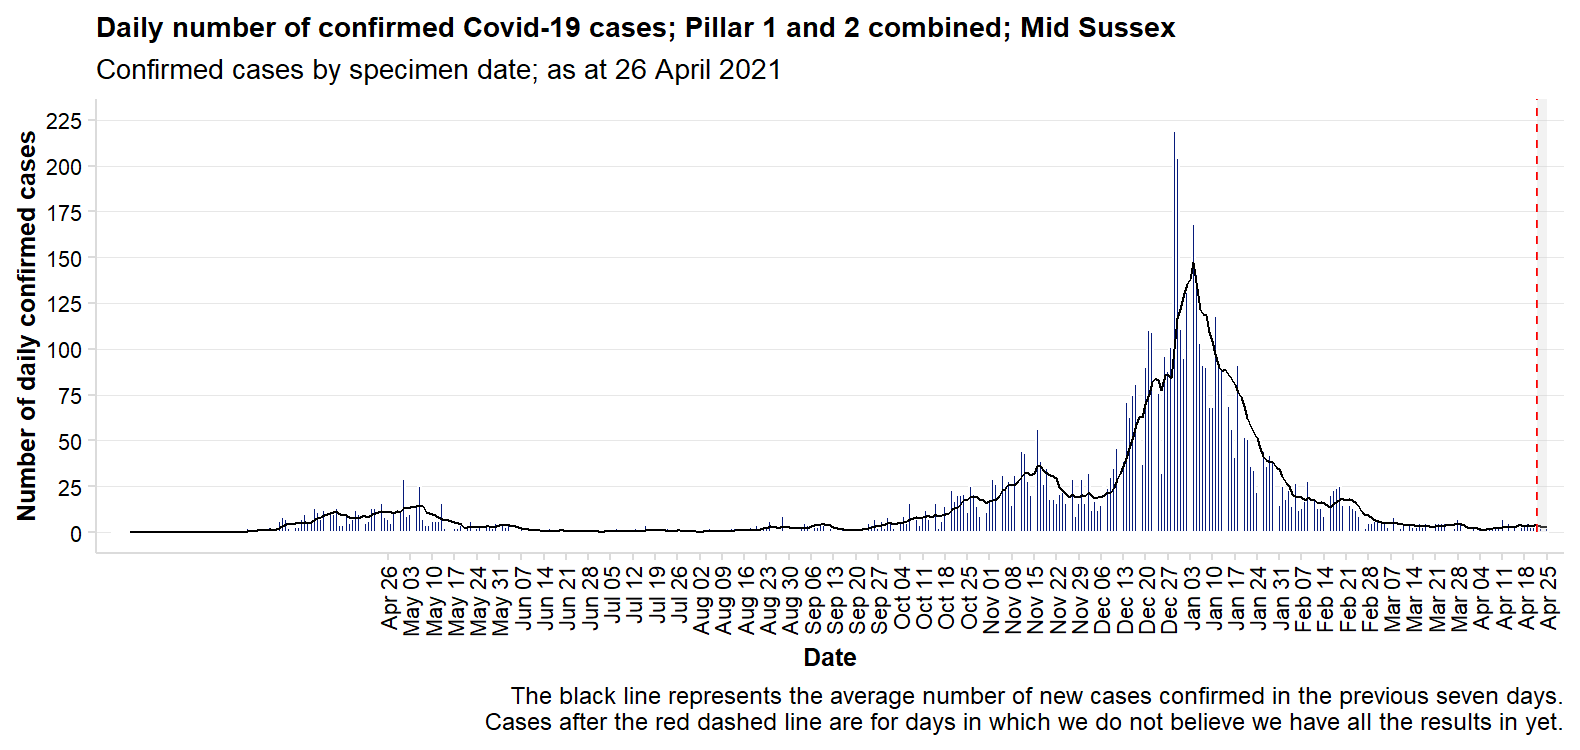 Daily number of confirmed Covid-19 cases; Pillar 1 and 2 combined; Mid Sussex
Confirmed cases by specimen date; as at 26 April 2021
Number of daily confirmed cases
225
200
175
150
125
100
75
50
25
0
Apr 26
May 03
May 10
May 17
May 24
May 31
Jun 07
Jun 14
Jun 21
Jun 28
Jul 05
Jul 12
Jul 19
Jul 26
Aug 02
Aug 09
Aug 16
Aug 23
Aug 30
Sep 06
Sep 13
Sep 20
Sep 27
Oct 04
Oct 11
Oct 18
Oct 25
Nov 01
Nov 08
Nov 15
Nov 22
Nov 29
Dec 06
Dec 13
Dec 20
Dec 27
Jan 03
Jan 10
Jan 17
Jan 24
Jan 31
Feb 07
Feb 14
Feb 21
Feb 28
Mar 07
Mar 14
Mar 21
Mar 28
Apr 04
Apr 11
Apr 18
Apr 25
Date
The black line represents the average number of new cases confirmed in the previous seven days.
Cases after the red dashed line are for days in which we do not believe we have all the results in yet.